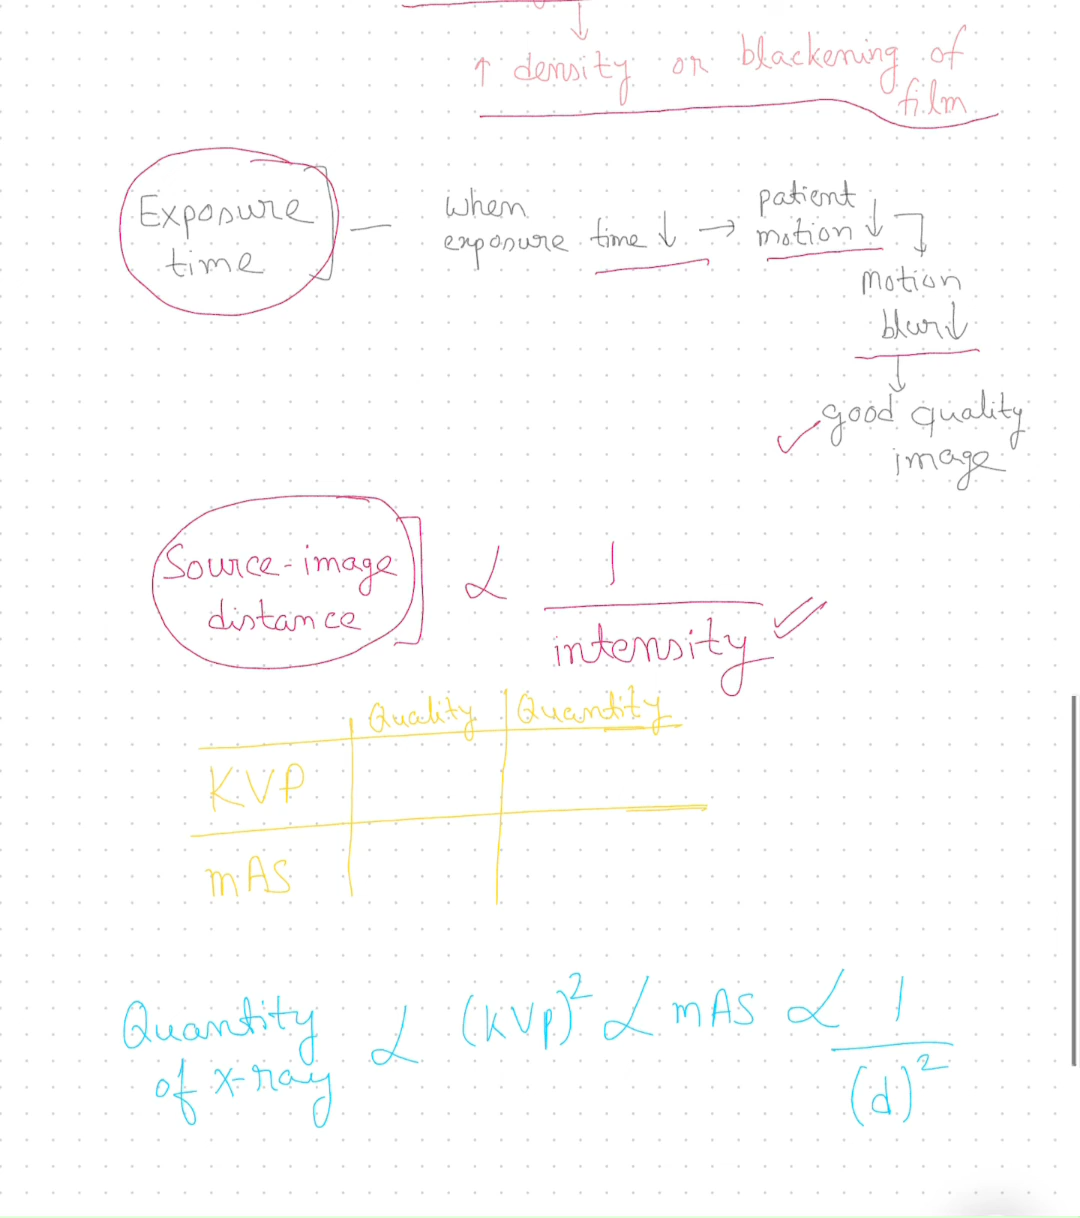 ↑ density or blackening of
film
Exposure
time
—
when
exposure time ↓ →
patient
motion ↓
motion
blur ↓
↓
good quality
image
Source-image
distance
∝ 1
intensity
Quality Quantity
KVP
mAS
Quantity
of x-ray
∝ (KVp)² ∝ mAS ∝ 1
(d)²